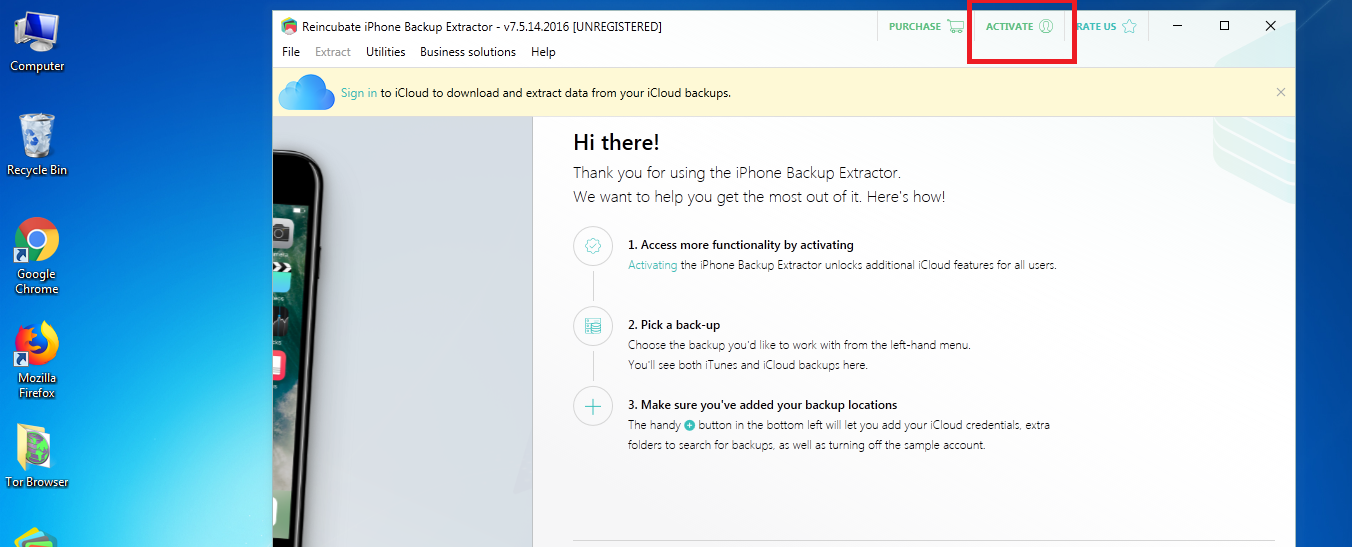 Computer
Recycle Bin
Google
Chrome
Mozilla
Firefox
Tor Browser
Reincubate iPhone Backup Extractor - v7.5.14.2016 [UNREGISTERED]
PURCHASE
ACTIVATE
RATE US
File Extract Utilities Business solutions Help
Sign in to iCloud to download and extract data from your iCloud backups.
Hi there!
Thank you for using the iPhone Backup Extractor.
We want to help you get the most out of it. Here's how!
1. Access more functionality by activating
Activating the iPhone Backup Extractor unlocks additional iCloud features for all users.
2. Pick a back-up
Choose the backup you'd like to work with from the left-hand menu.
You'll see both iTunes and iCloud backups here.
3. Make sure you've added your backup locations
The handy + button in the bottom left will let you add your iCloud credentials, extra
folders to search for backups, as well as turning off the sample account.